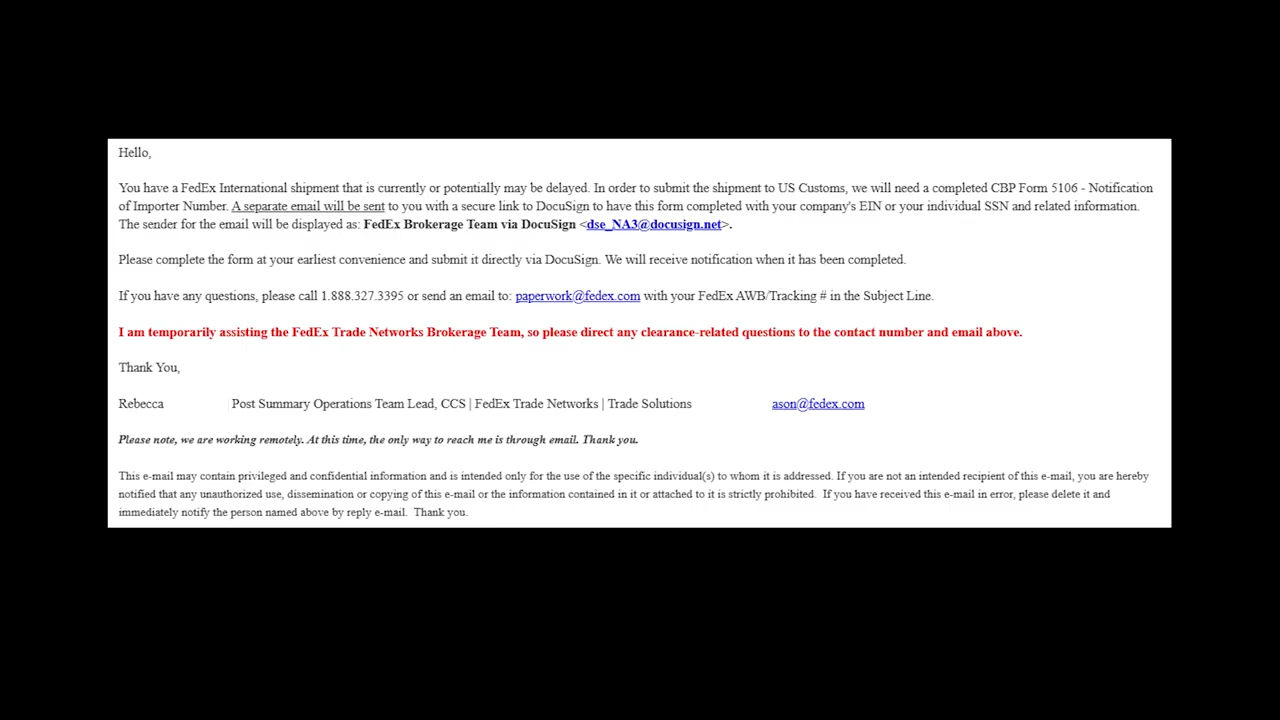 Hello,
You have a FedEx International shipment that is currently or potentially may be delayed. In order to submit the shipment to US Customs, we will need a completed CBP Form 5106 - Notification
of Importer Number. A separate email will be sent to you with a secure link to DocuSign to have this form completed with your company's EIN or your individual SSN and related information.
The sender for the email will be displayed as: FedEx Brokerage Team via DocuSign <dse_NA3@docusign.net>.
Please complete the form at your earliest convenience and submit it directly via DocuSign. We will receive notification when it has been completed.
If you have any questions, please call 1.888.327.3395 or send an email to: paperwork@fedex.com with your FedEx AWB/Tracking # in the Subject Line.
I am temporarily assisting the FedEx Trade Networks Brokerage Team, so please direct any clearance-related questions to the contact number and email above.
Thank You,
Rebecca Post Summary Operations Team Lead, CCS | FedEx Trade Networks | Trade Solutions ason@fedex.com
Please note, we are working remotely. At this time, the only way to reach me is through email. Thank you.
This e-mail may contain privileged and confidential information and is intended only for the use of the specific individual(s) to whom it is addressed. If you are not an intended recipient of this e-mail, you are hereby
notified that any unauthorized use, dissemination or copying of this e-mail or the information contained in it or attached to it is strictly prohibited. If you have received this e-mail in error, please delete it and
immediately notify the person named above by reply e-mail. Thank you.